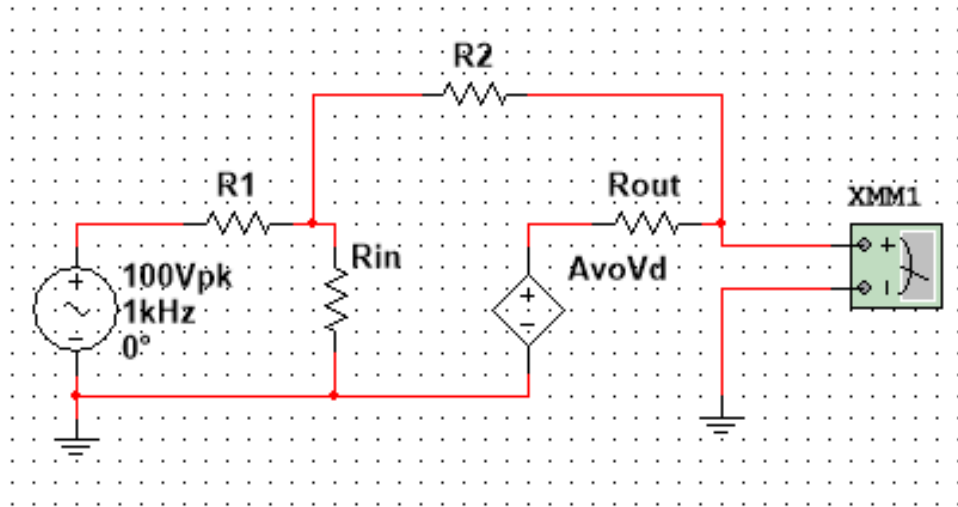 R2
R1
Rout
XMM1
Rin
AvoVd
100Vpk
1kHz
0°